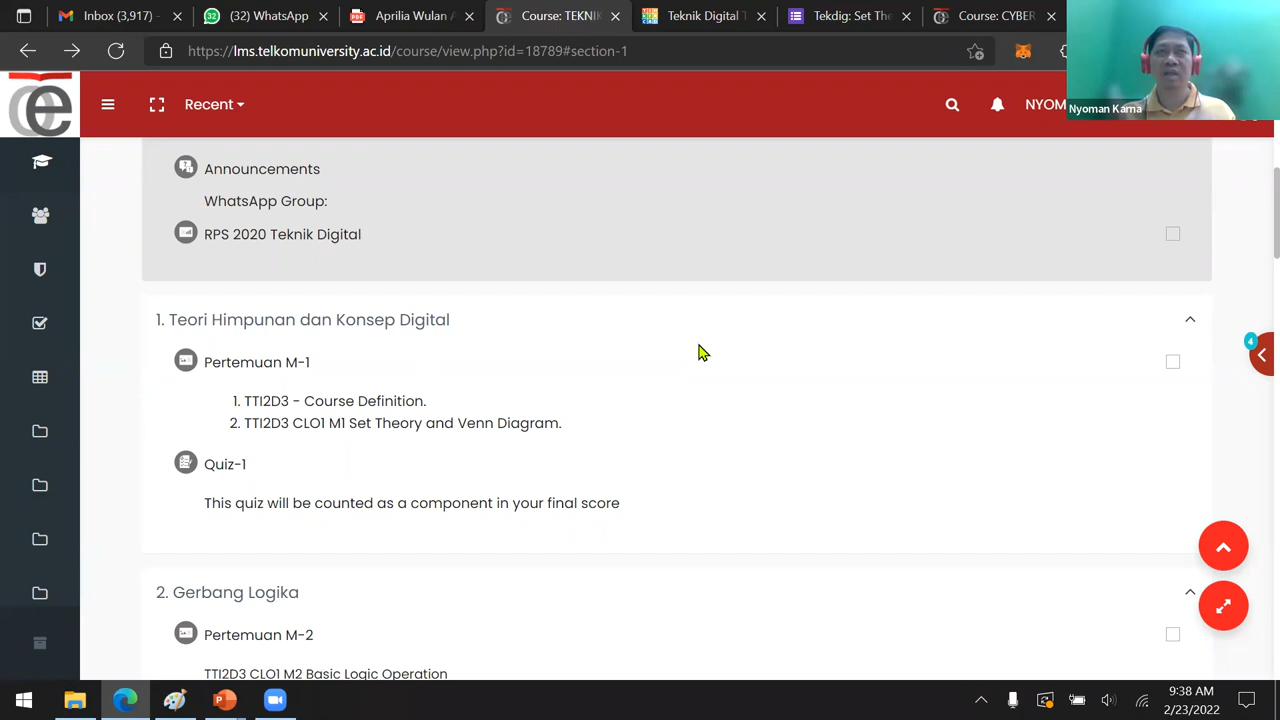 Inbox (3,917)
(32) WhatsApp
Aprilia Wulan A
Course: TEKNIK
Teknik Digital T
Tekdig: Set The
Course: CYBER
https://lms.telkomuniversity.ac.id/course/view.php?id=18789#section-1
Recent
NYOM
Nyoman Karna
Announcements
WhatsApp Group:
RPS 2020 Teknik Digital
1. Teori Himpunan dan Konsep Digital
4
Pertemuan M-1
1. TTI2D3 - Course Definition.
2. TTI2D3 CLO1 M1 Set Theory and Venn Diagram.
Quiz-1
This quiz will be counted as a component in your final score
2. Gerbang Logika
Pertemuan M-2
TTI2D3 CLO1 M2 Basic Logic Operation
9:38 AM
2/23/2022